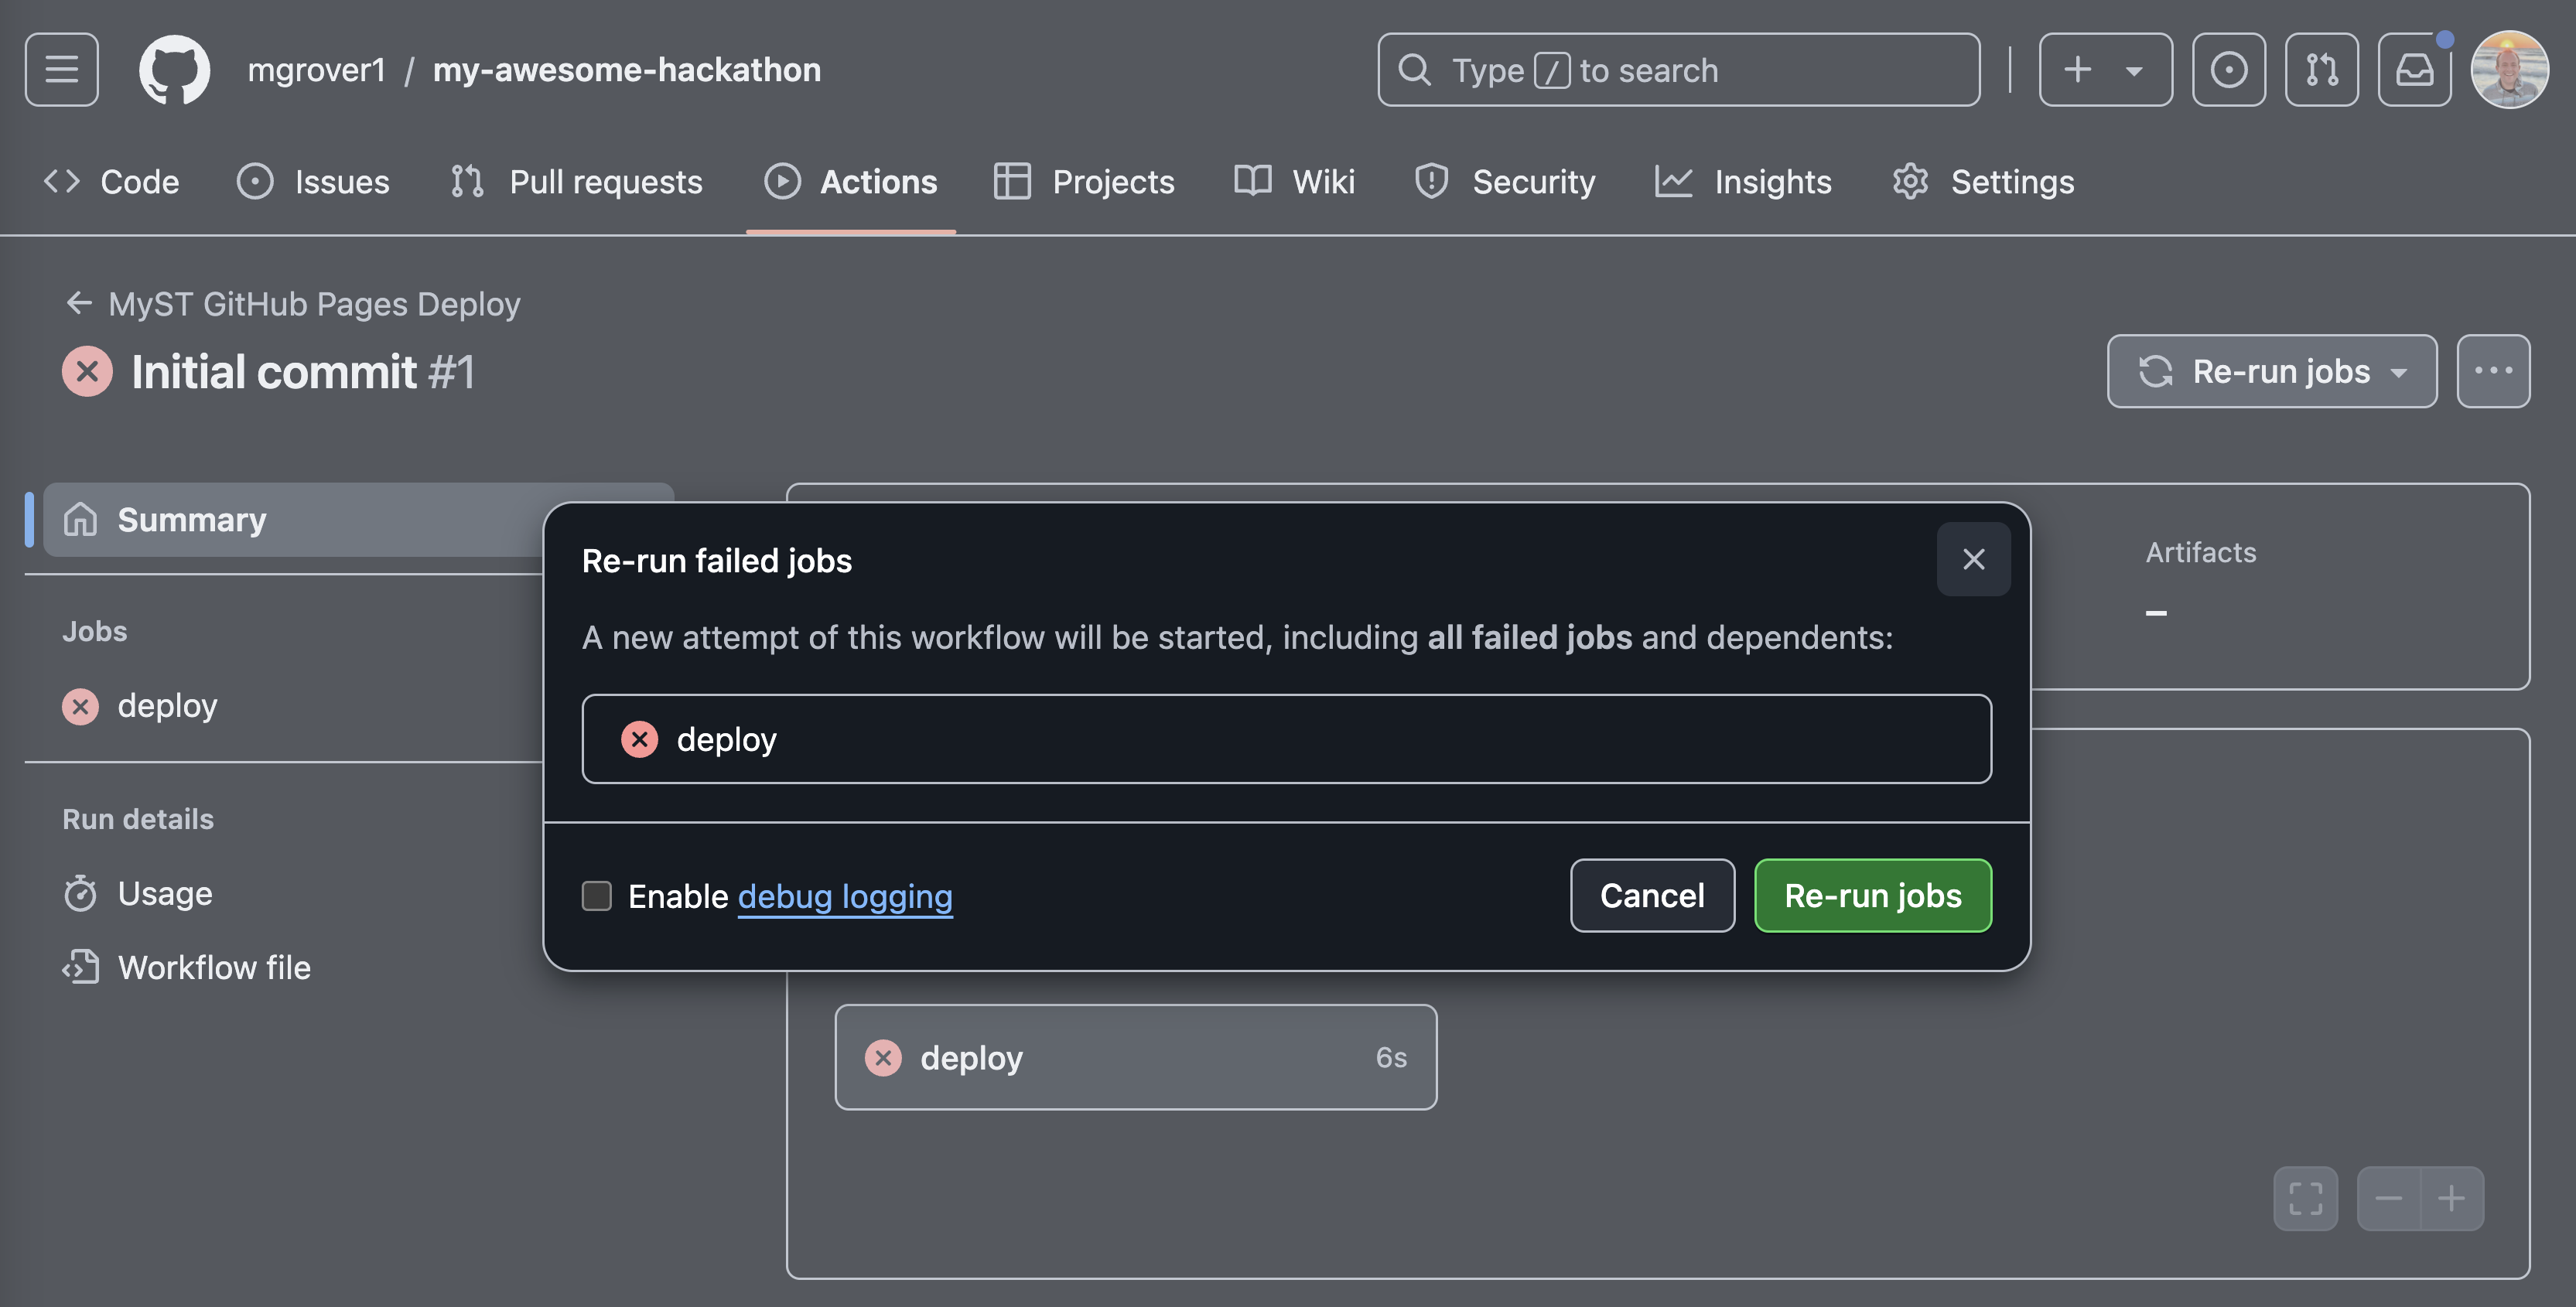 mgrover1 / my-awesome-hackathon
Type / to search
Code
Issues
Pull requests
Actions
Projects
Wiki
Security
Insights
Settings
MyST GitHub Pages Deploy
Initial commit #1
Re-run jobs
Summary
Jobs
deploy
Run details
Usage
Workflow file
Artifacts
–
Re-run failed jobs
A new attempt of this workflow will be started, including all failed jobs and dependents:
deploy
Enable debug logging
Cancel
Re-run jobs
deploy
6s